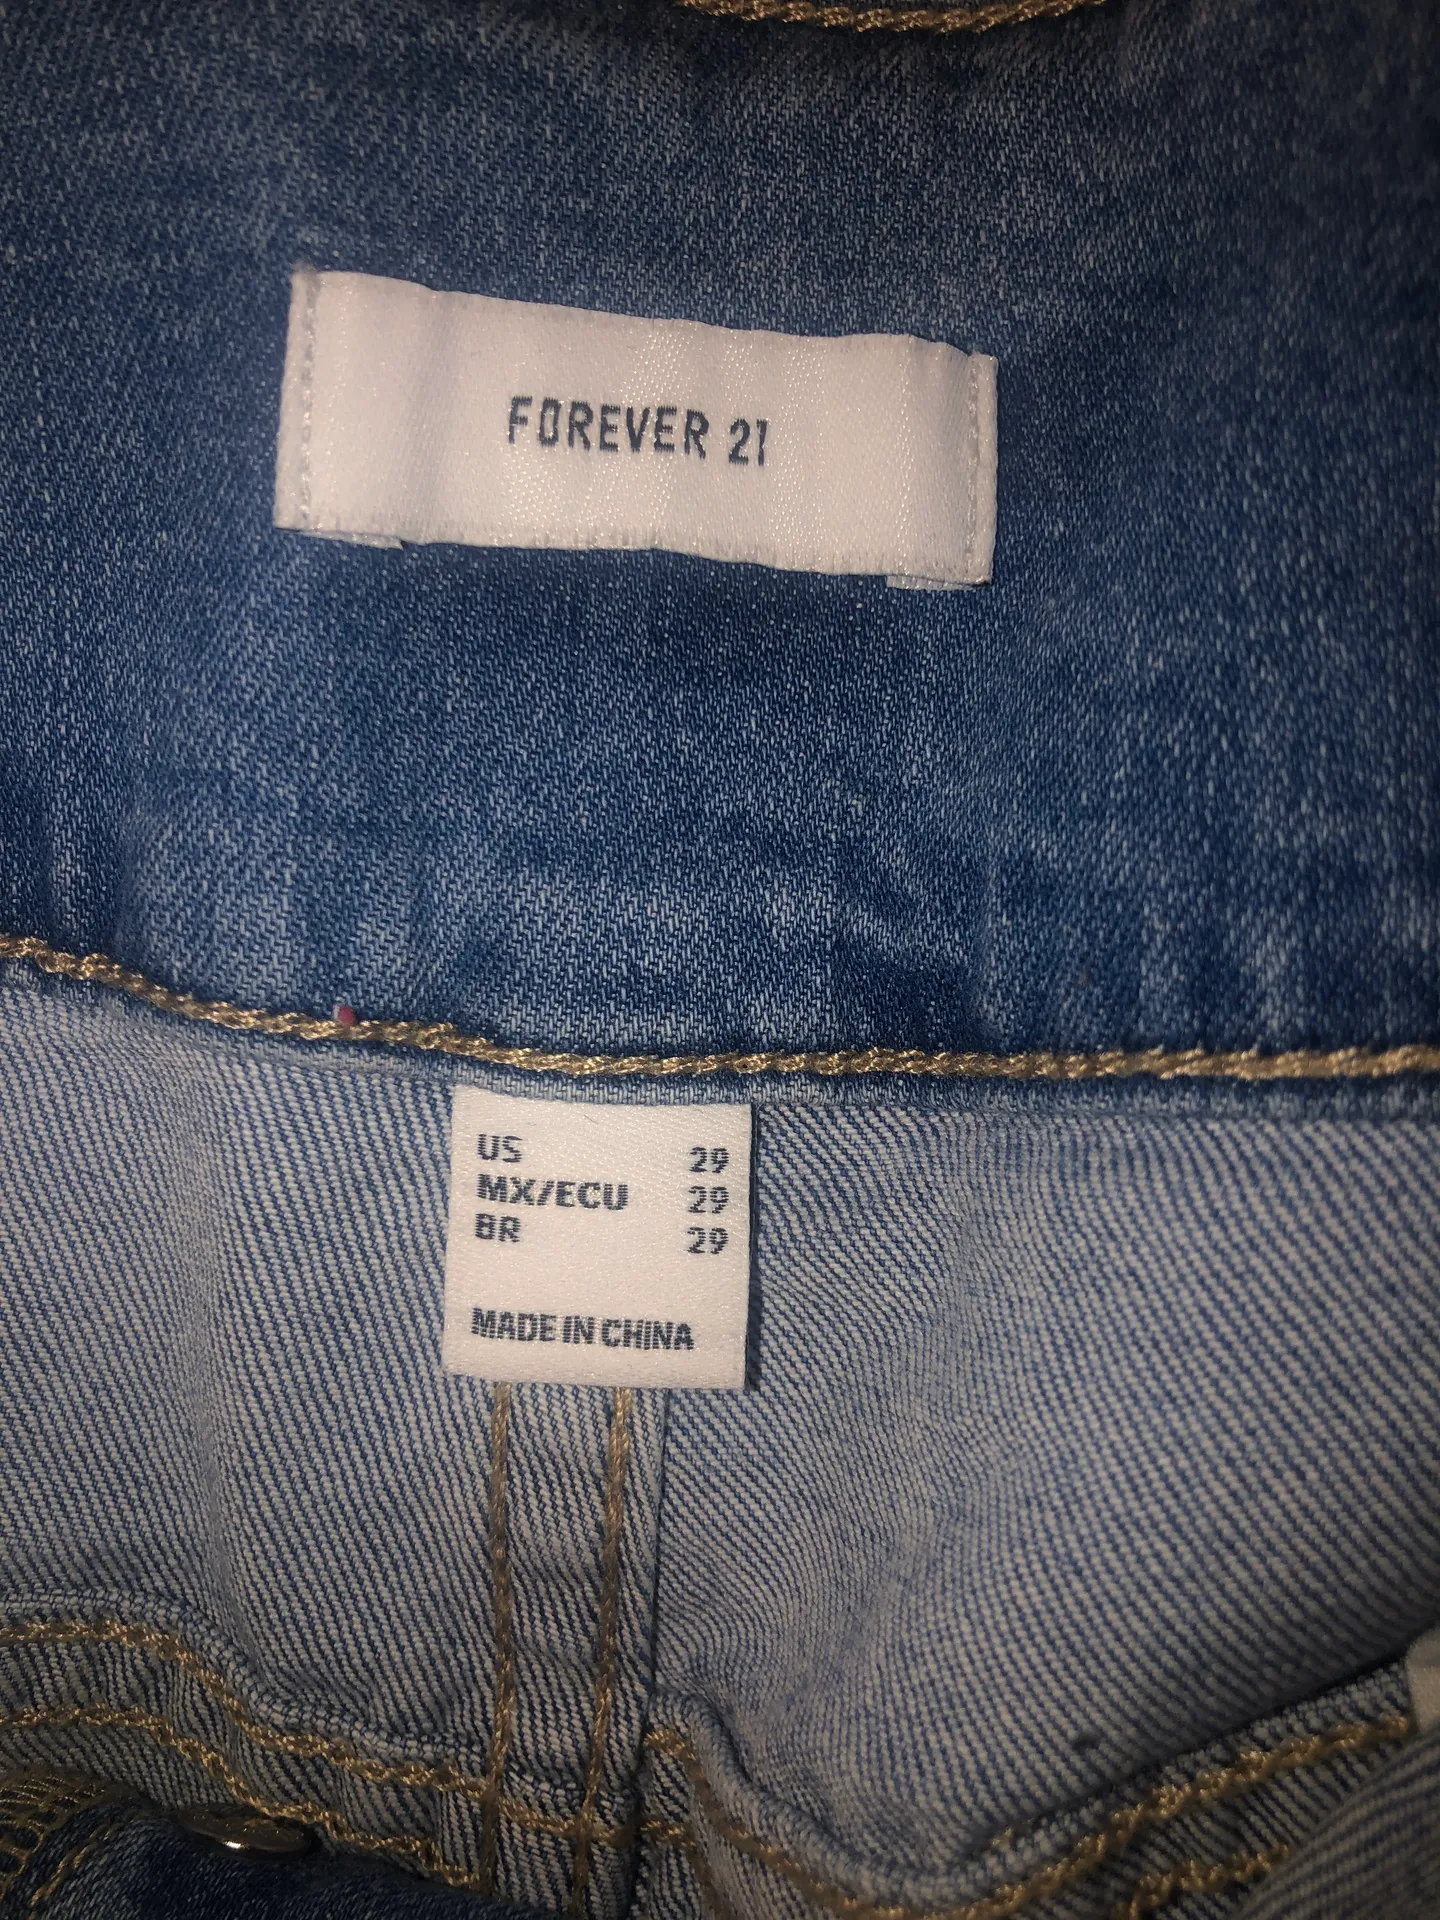 FOREVER 21
US 29
MX/ECU 29
BR 29
MADE IN CHINA